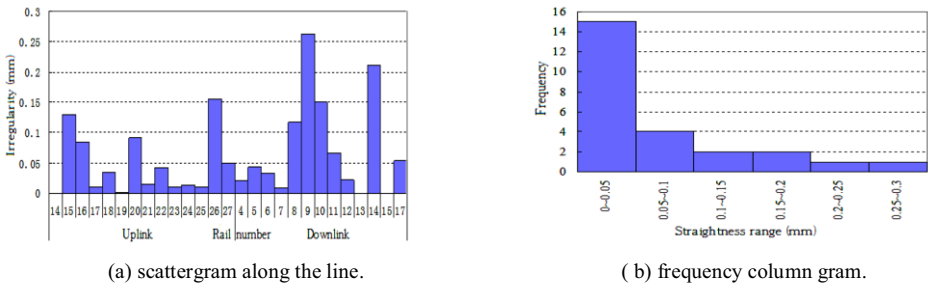 0.3
0.25
0.2
0.15
0.1
0.05
0
Irregularity (mm)
14 15 16 17 18 19 20 21 22 23 24 25 26 27 4 5 6 7 8 9 10 11 12 13 14 15 17
Uplink Rail number Downlink
(a) scattergram along the line.
16
14
12
10
8
6
4
2
0
Frequency
0~0.05 0.05~0.1 0.1~0.15 0.15~0.2 0.2~0.25 0.25~0.3
Straightness range (mm)
( b) frequency column gram.